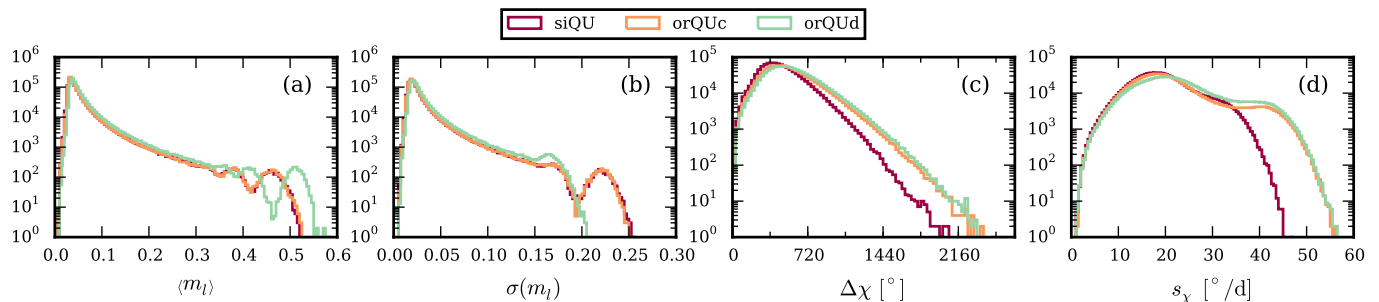 siQU orQUc orQUd
(a) (b) (c) (d)
10^6 10^6 10^5 10^5
10^5 10^5 10^4 10^4
10^4 10^4 10^3 10^3
10^3 10^3 10^2 10^2
10^2 10^2 10^1 10^1
10^1 10^1 10^0 10^0
10^0 10^0
0.0 0.1 0.2 0.3 0.4 0.5 0.6 0.00 0.05 0.10 0.15 0.20 0.25 0.30 0 720 1440 2160 0 10 20 30 40 50 60
⟨m_l⟩ σ(m_l) Δχ [°] s_χ [°/d]